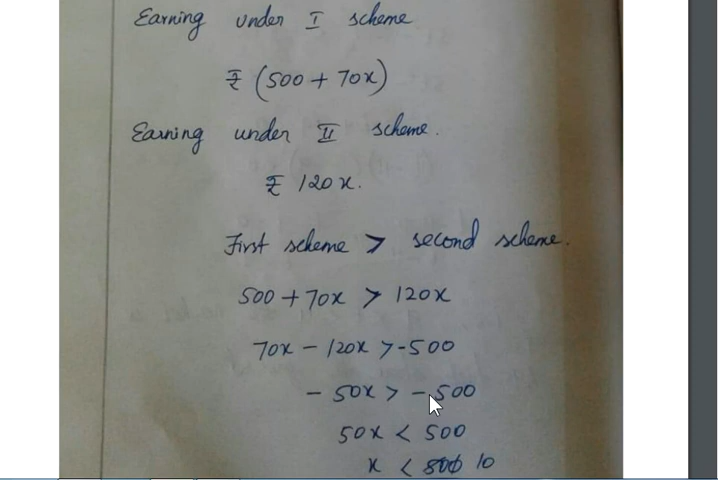 Earning under I scheme
₹ (500 + 70x)
Earning under II scheme.
₹ 120x.
First scheme > second scheme.
500 + 70x > 120x
70x - 120x > -500
- 50x > - 500
50x < 500
x < 10